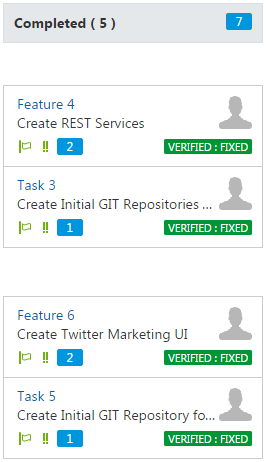 Completed ( 5 ) 7
Feature 4
Create REST Services
2 VERIFIED : FIXED
Task 3
Create Initial GIT Repositories ...
1 VERIFIED : FIXED
Feature 6
Create Twitter Marketing UI
2 VERIFIED : FIXED
Task 5
Create Initial GIT Repository fo...
1 VERIFIED : FIXED